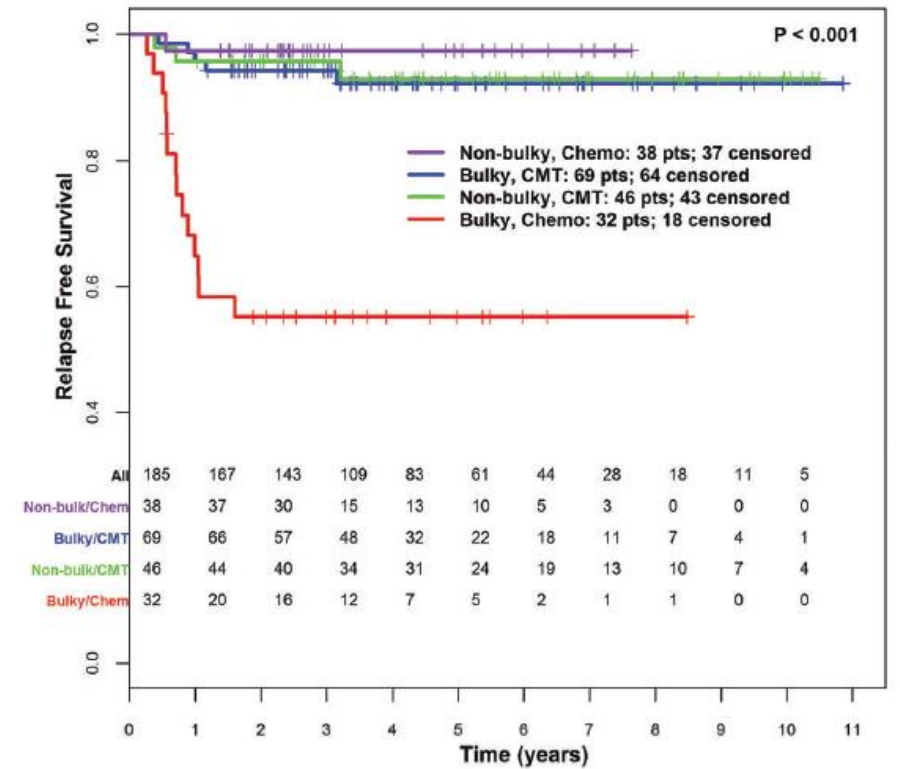 P < 0.001
1.0
0.8
0.6
0.4
0.0
Relapse Free Survival
Non-bulky, Chemo: 38 pts; 37 censored
Bulky, CMT: 69 pts; 64 censored
Non-bulky, CMT: 46 pts; 43 censored
Bulky, Chemo: 32 pts; 18 censored
All 185 167 143 109 83 61 44 28 18 11 5
Non-bulk/Chem 38 37 30 15 13 10 5 3 0 0 0
Bulky/CMT 69 66 57 48 32 22 18 11 7 4 1
Non-bulk/CMT 46 44 40 34 31 24 19 13 10 7 4
Bulky/Chem 32 20 16 12 7 5 2 1 1 0 0
0 1 2 3 4 5 6 7 8 9 10 11
Time (years)